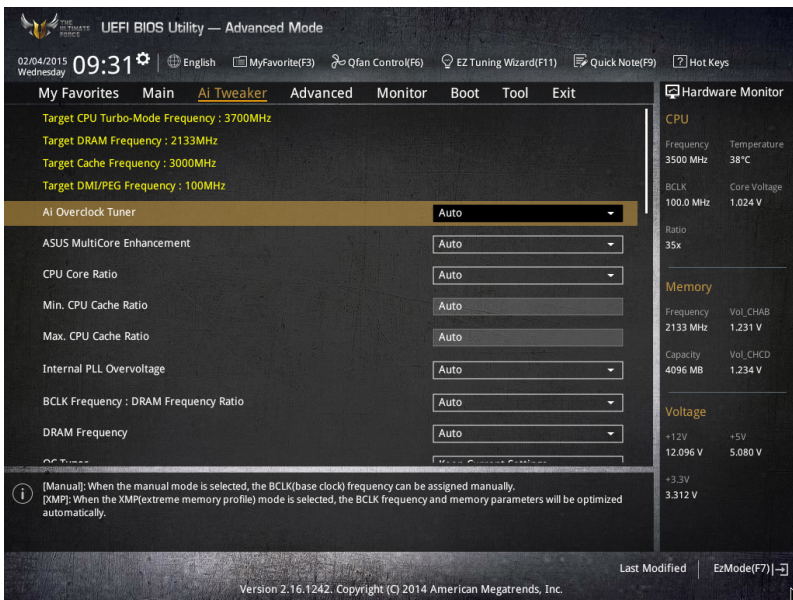 THE ULTIMATE FORCE UEFI BIOS Utility — Advanced Mode
02/04/2015 Wednesday 09:31 English MyFavorite(F3) Qfan Control(F6) EZ Tuning Wizard(F11) Quick Note(F9) Hot Keys
My Favorites Main Ai Tweaker Advanced Monitor Boot Tool Exit
Target CPU Turbo-Mode Frequency : 3700MHz
Target DRAM Frequency : 2133MHz
Target Cache Frequency : 3000MHz
Target DMI/PEG Frequency : 100MHz
Ai Overclock Tuner Auto
ASUS MultiCore Enhancement Auto
CPU Core Ratio Auto
Min. CPU Cache Ratio Auto
Max. CPU Cache Ratio Auto
Internal PLL Overvoltage Auto
BCLK Frequency : DRAM Frequency Ratio Auto
DRAM Frequency Auto
OC Tuner Keep Current Settings
[Manual]: When the manual mode is selected, the BCLK(base clock) frequency can be assigned manually.
[XMP]: When the XMP(extreme memory profile) mode is selected, the BCLK frequency and memory parameters will be optimized
automatically.
Hardware Monitor
CPU
Frequency Temperature
3500 MHz 38°C
BCLK Core Voltage
100.0 MHz 1.024 V
Ratio
35x
Memory
Frequency Vol_CHAB
2133 MHz 1.231 V
Capacity Vol_CHCD
4096 MB 1.234 V
Voltage
+12V +5V
12.096 V 5.080 V
+3.3V
3.312 V
Last Modified EzMode(F7)
Version 2.16.1242. Copyright (C) 2014 American Megatrends, Inc.